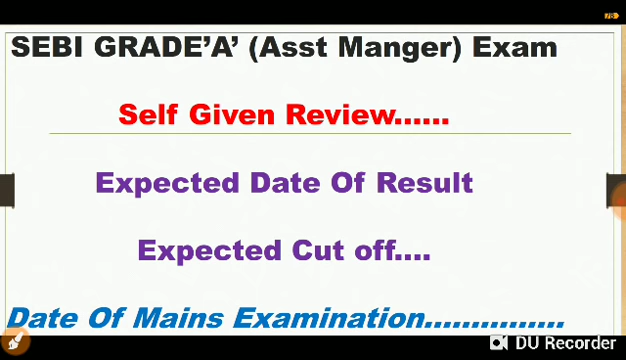 78
SEBI GRADE’A’ (Asst Manger) Exam
Self Given Review......
Expected Date Of Result
Expected Cut off....
Date Of Mains Examination...............
DU Recorder